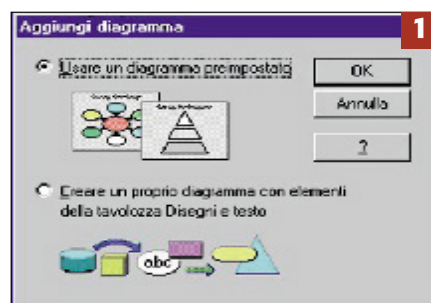 Aggiungi diagramma
1
Usare un diagramma preimpostato
OK
Annulla
?
Creare un proprio diagramma con elementi
della tavolozza Disegni e testo
abc